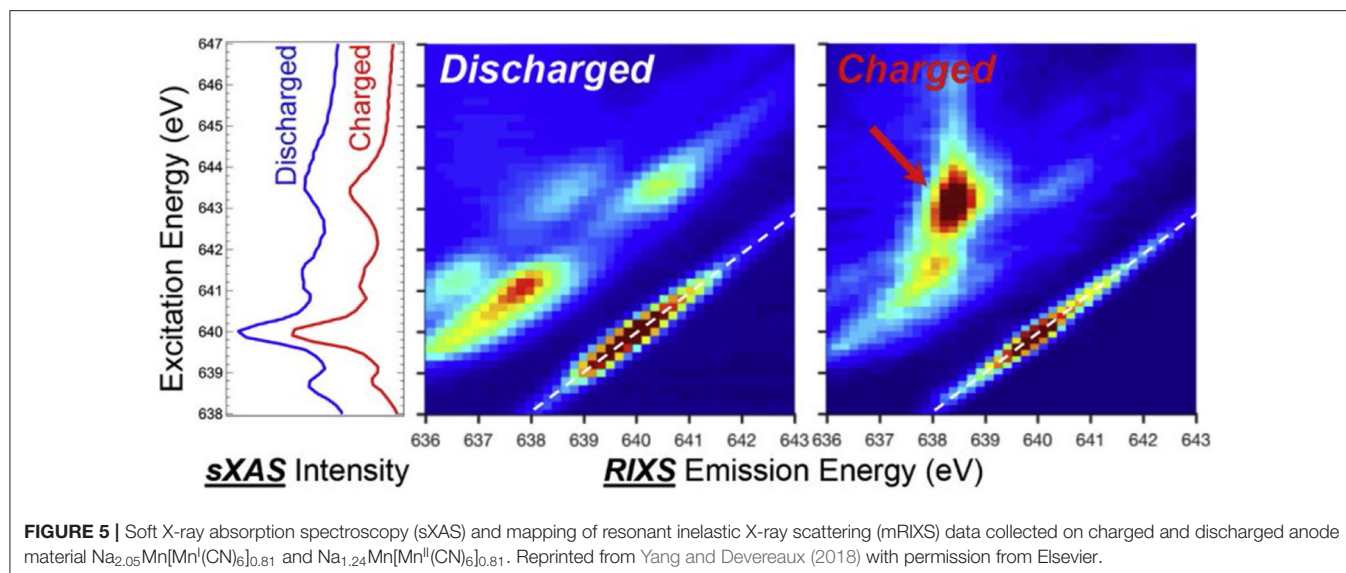 647
646
645
644
643
642
641
640
639
638
Excitation Energy (eV)
Discharged
Charged
sXAS Intensity
Discharged
636 637 638 639 640 641 642 643
Charged
636 637 638 639 640 641 642 643
RIXS Emission Energy (eV)
FIGURE 5 | Soft X-ray absorption spectroscopy (sXAS) and mapping of resonant inelastic X-ray scattering (mRIXS) data collected on charged and discharged anode
material Na₂.₀₅Mn[Mnᴵ(CN)₆]₀.₈₁ and Na₁.₂₄Mn[Mnᴵᴵ(CN)₆]₀.₈₁. Reprinted from Yang and Devereaux (2018) with permission from Elsevier.